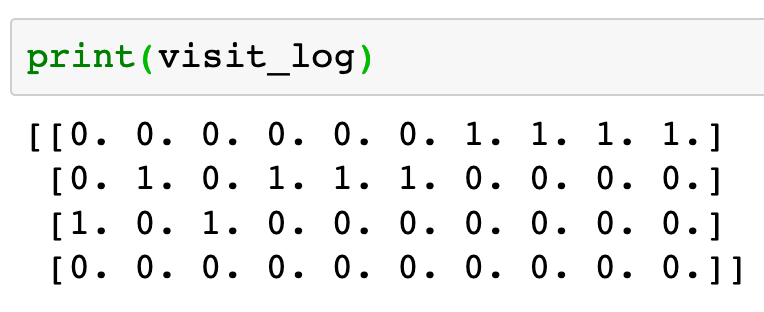 print(visit_log)
[[0. 0. 0. 0. 0. 0. 1. 1. 1. 1.]
[0. 1. 0. 1. 1. 1. 0. 0. 0. 0.]
[1. 0. 1. 0. 0. 0. 0. 0. 0. 0.]
[0. 0. 0. 0. 0. 0. 0. 0. 0. 0.]]